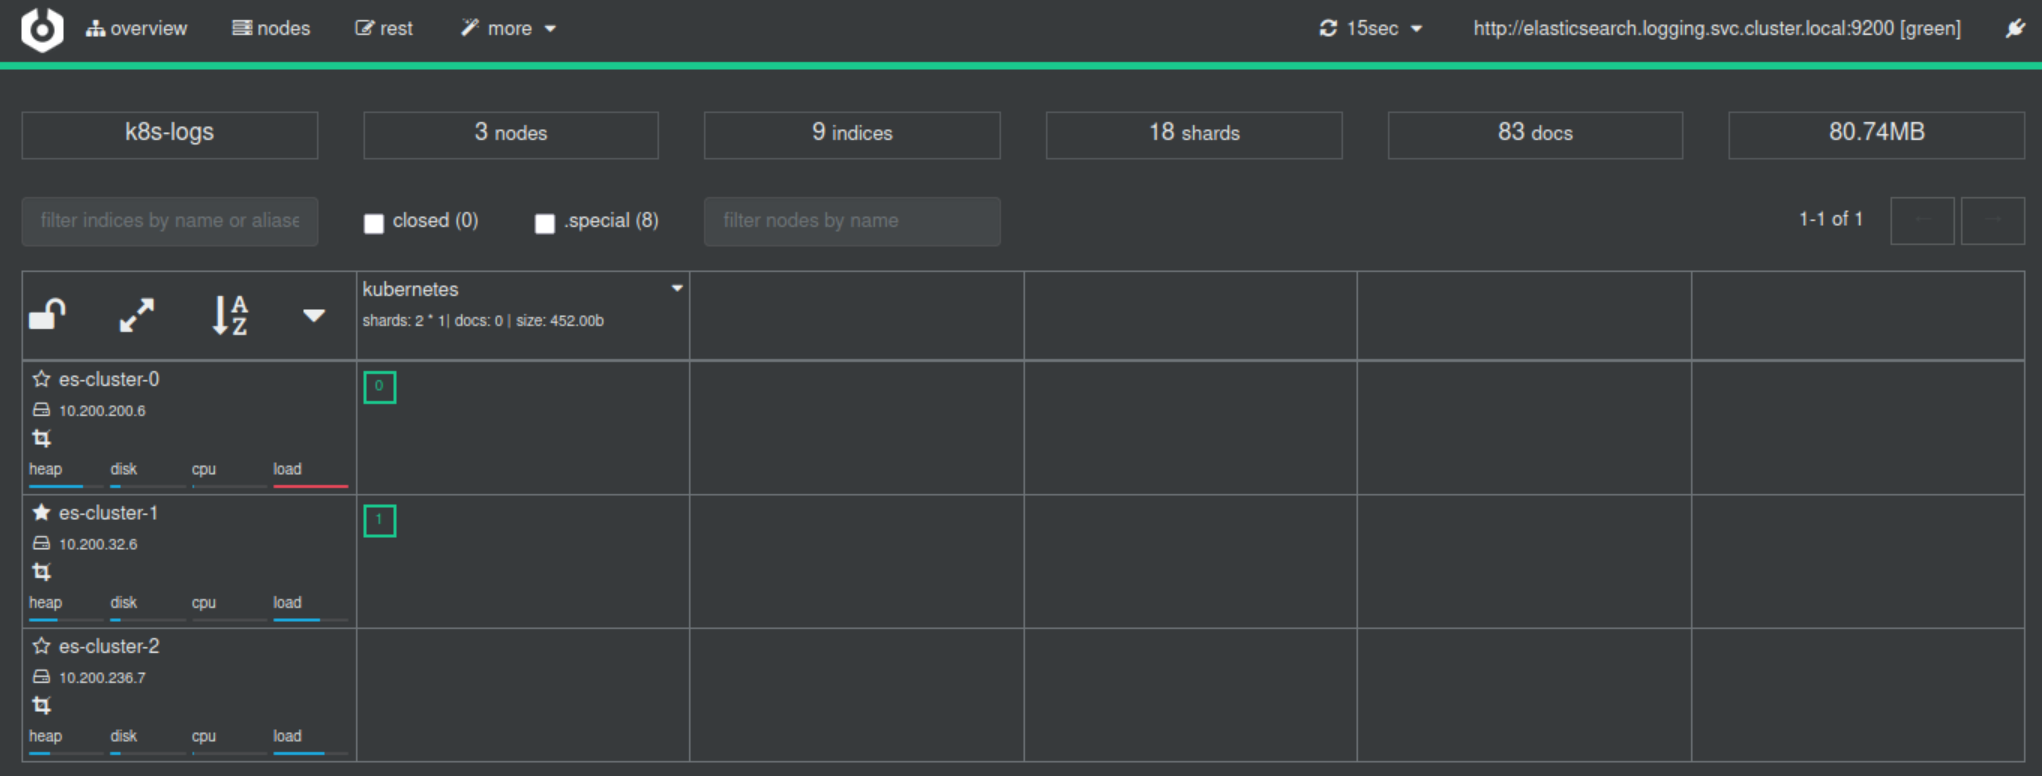 overview nodes rest more 15sec http://elasticsearch.logging.svc.cluster.local:9200 [green]
k8s-logs 3 nodes 9 indices 18 shards 83 docs 80.74MB
filter indices by name or aliase closed (0) .special (8) filter nodes by name 1-1 of 1
A
Z
kubernetes
shards: 2 * 1| docs: 0 | size: 452.00b
es-cluster-0
0
10.200.200.6
heap disk cpu load
es-cluster-1
1
10.200.32.6
heap disk cpu load
es-cluster-2
10.200.236.7
heap disk cpu load